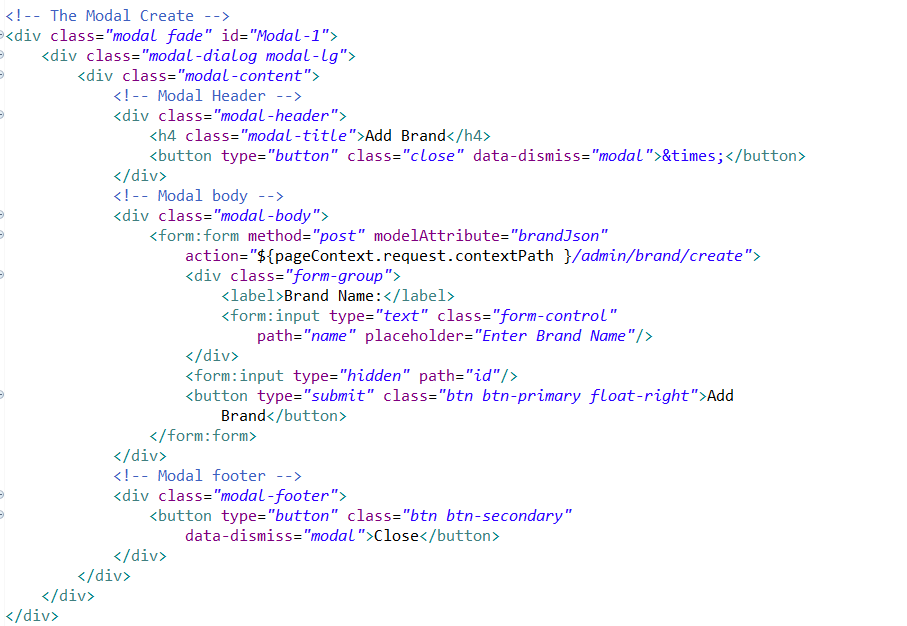 <!-- The Modal Create -->
<div class="modal fade" id="Modal-1">
<div class="modal-dialog modal-lg">
<div class="modal-content">
<!-- Modal Header -->
<div class="modal-header">
<h4 class="modal-title">Add Brand</h4>
<button type="button" class="close" data-dismiss="modal">&times;</button>
</div>
<!-- Modal body -->
<div class="modal-body">
<form:form method="post" modelAttribute="brandJson"
action="${pageContext.request.contextPath }/admin/brand/create">
<div class="form-group">
<label>Brand Name:</label>
<form:input type="text" class="form-control"
path="name" placeholder="Enter Brand Name"/>
</div>
<form:input type="hidden" path="id"/>
<button type="submit" class="btn btn-primary float-right">Add
Brand</button>
</form:form>
</div>
<!-- Modal footer -->
<div class="modal-footer">
<button type="button" class="btn btn-secondary"
data-dismiss="modal">Close</button>
</div>
</div>
</div>
</div>